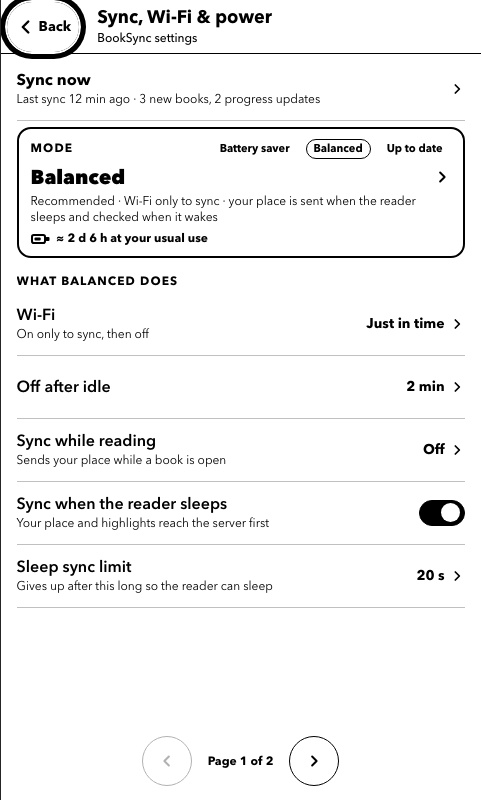 Back
Sync, Wi-Fi & power
BookSync settings
Sync now
Last sync 12 min ago · 3 new books, 2 progress updates
MODE
Battery saver
Balanced
Up to date
Balanced
Recommended · Wi-Fi only to sync · your place is sent when the reader
sleeps and checked when it wakes
≈ 2 d 6 h at your usual use
WHAT BALANCED DOES
Wi-Fi
On only to sync, then off
Just in time
Off after idle
2 min
Sync while reading
Sends your place while a book is open
Off
Sync when the reader sleeps
Your place and highlights reach the server first
Sleep sync limit
Gives up after this long so the reader can sleep
20 s
Page 1 of 2